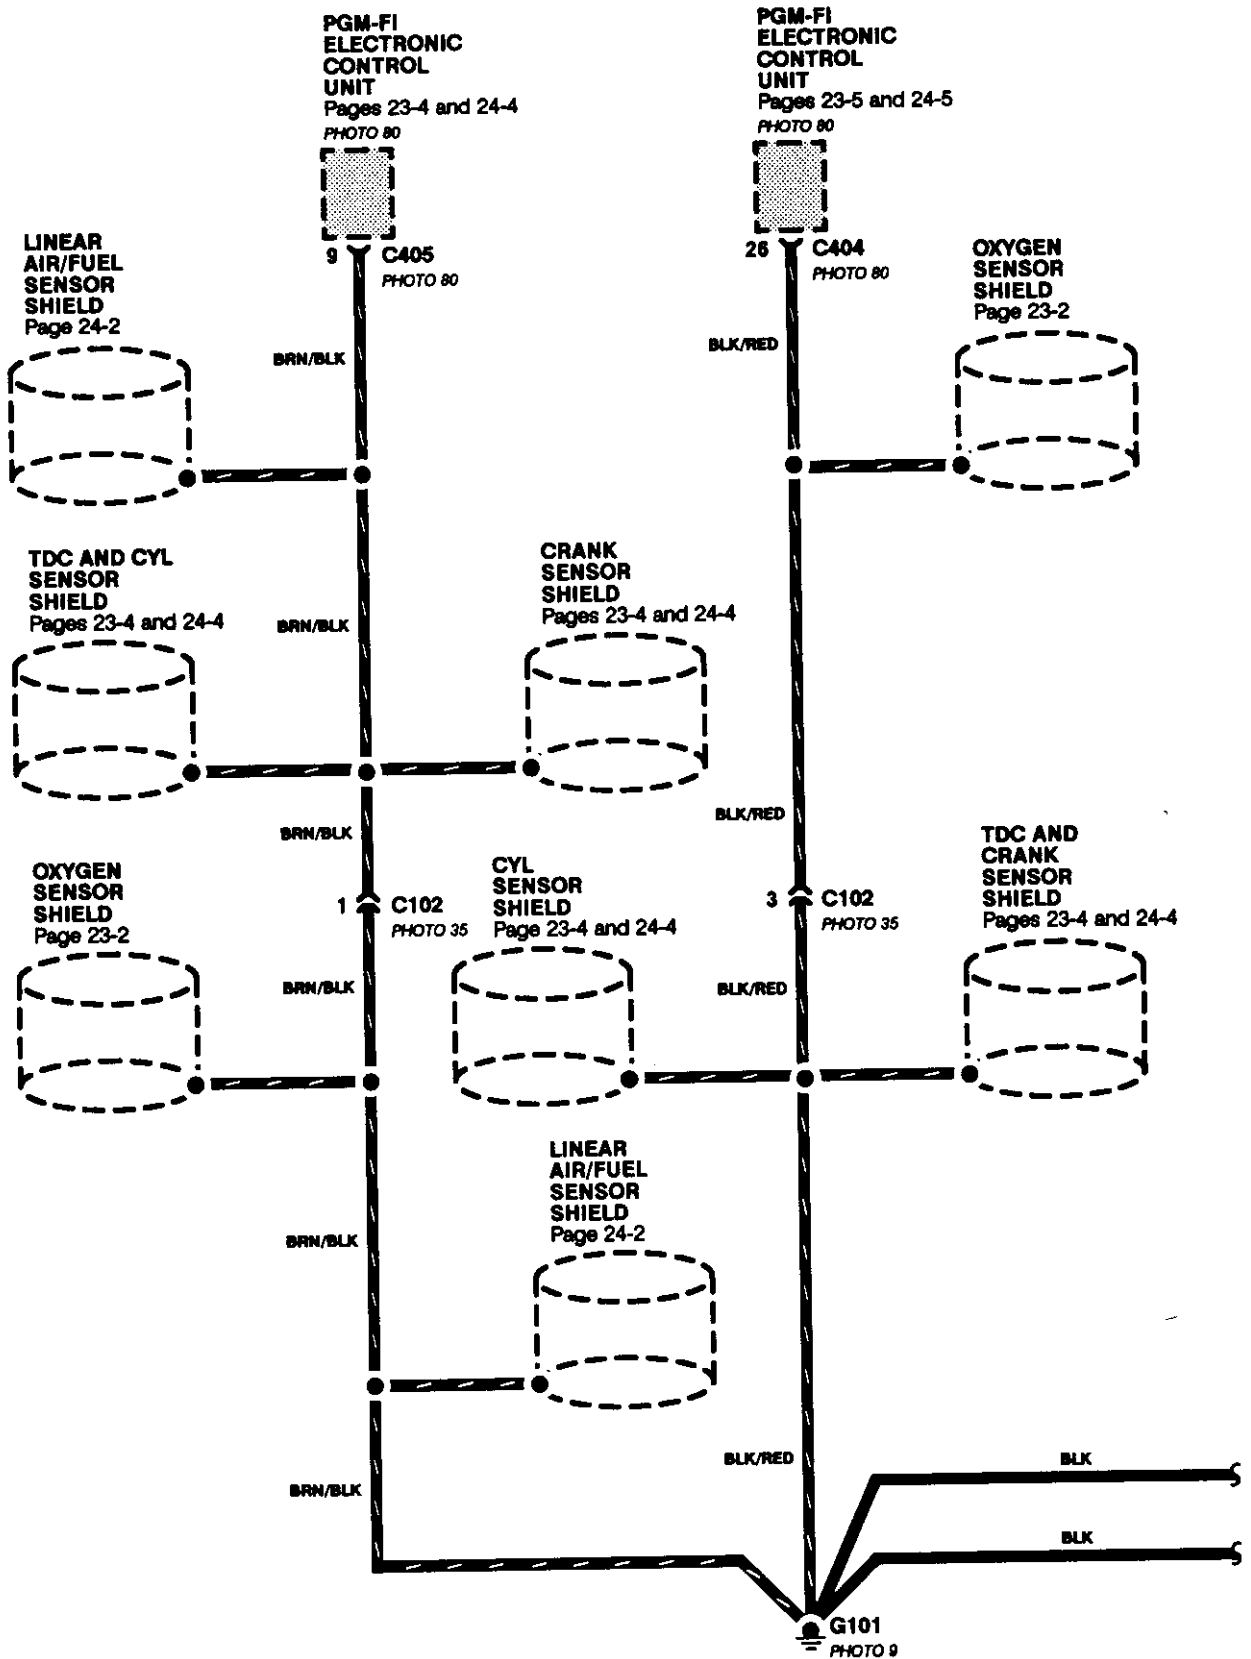 PGM-FI
ELECTRONIC
CONTROL
UNIT
Pages 23-4 and 24-4
PHOTO 80
PGM-FI
ELECTRONIC
CONTROL
UNIT
Pages 23-5 and 24-5
PHOTO 80
LINEAR
AIR/FUEL
SENSOR
SHIELD
Page 24-2
9
C405
PHOTO 80
26
C404
PHOTO 80
OXYGEN
SENSOR
SHIELD
Page 23-2
BRN/BLK
BLK/RED
TDC AND CYL
SENSOR
SHIELD
Pages 23-4 and 24-4
BRN/BLK
CRANK
SENSOR
SHIELD
Pages 23-4 and 24-4
BRN/BLK
BLK/RED
OXYGEN
SENSOR
SHIELD
Page 23-2
1
C102
PHOTO 35
CYL
SENSOR
SHIELD
Page 23-4 and 24-4
3
C102
PHOTO 35
TDC AND
CRANK
SENSOR
SHIELD
Pages 23-4 and 24-4
BRN/BLK
BLK/RED
LINEAR
AIR/FUEL
SENSOR
SHIELD
Page 24-2
BRN/BLK
BLK/RED
BLK
BRN/BLK
BLK
G101
PHOTO 9